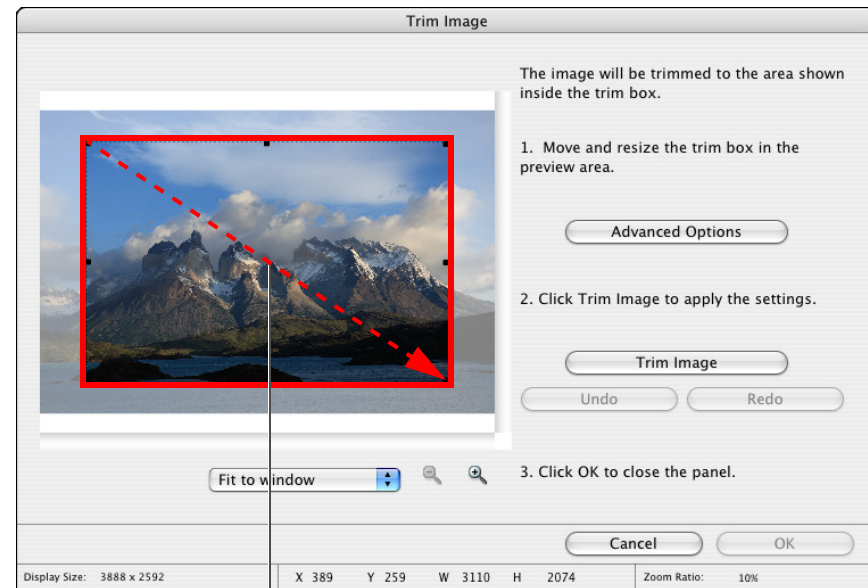 Trim Image
The image will be trimmed to the area shown
inside the trim box.
1. Move and resize the trim box in the
preview area.
Advanced Options
2. Click Trim Image to apply the settings.
Trim Image
Undo
Redo
Fit to window
3. Click OK to close the panel.
Cancel
OK
Display Size: 3888 x 2592
X 389 Y 259 W 3110 H 2074
Zoom Ratio: 10%